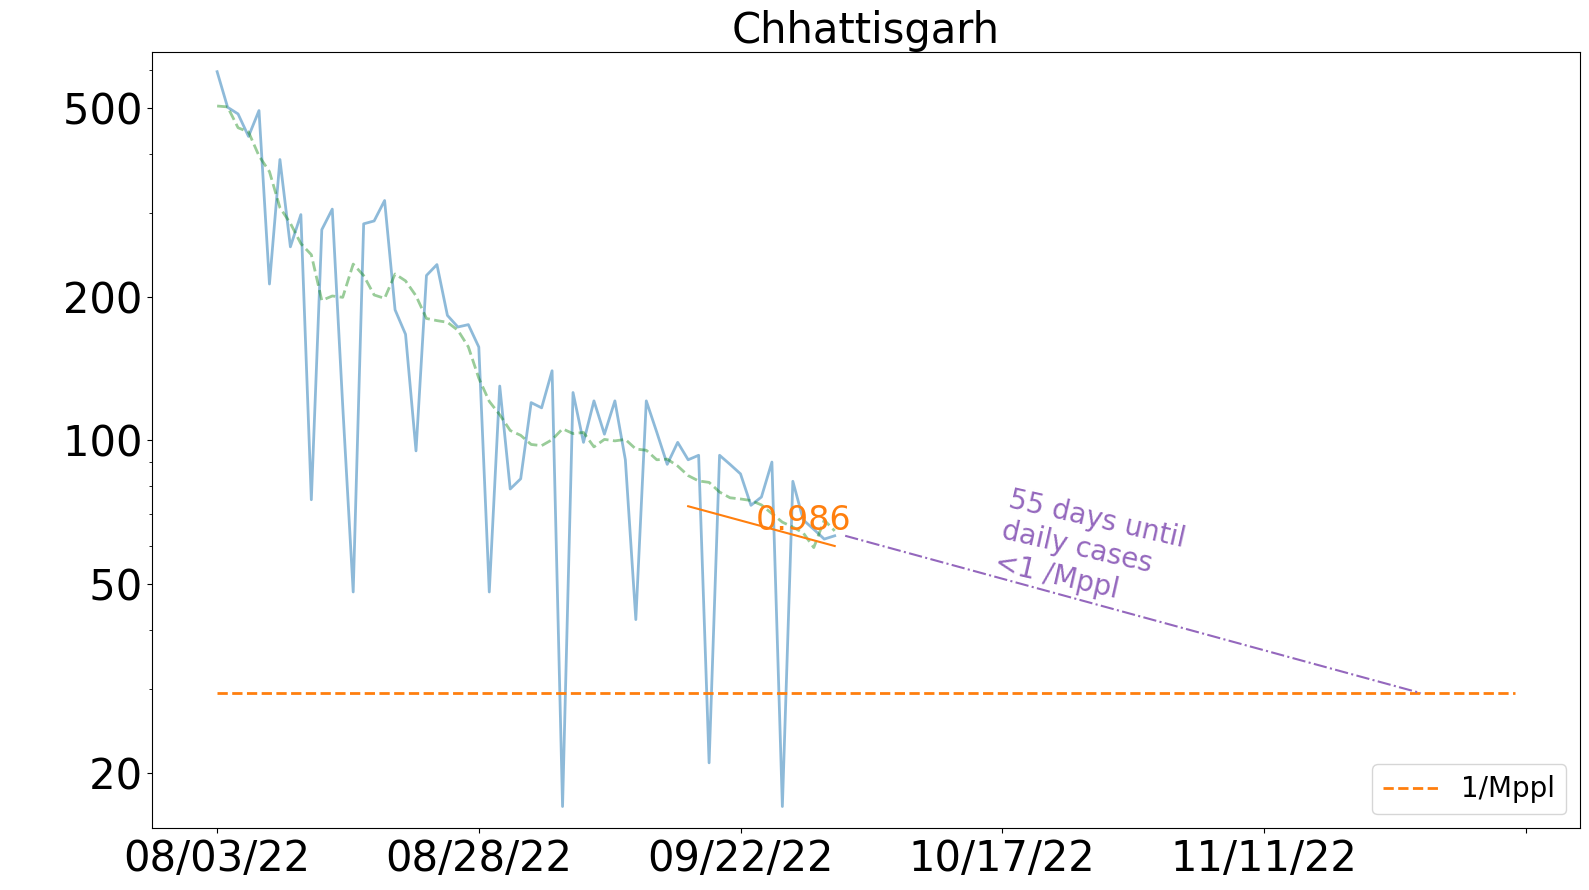 Chhattisgarh
500
200
100
50
20
0.986
55 days until
daily cases
<1 /Mppl
1/Mppl
08/03/22
08/28/22
09/22/22
10/17/22
11/11/22